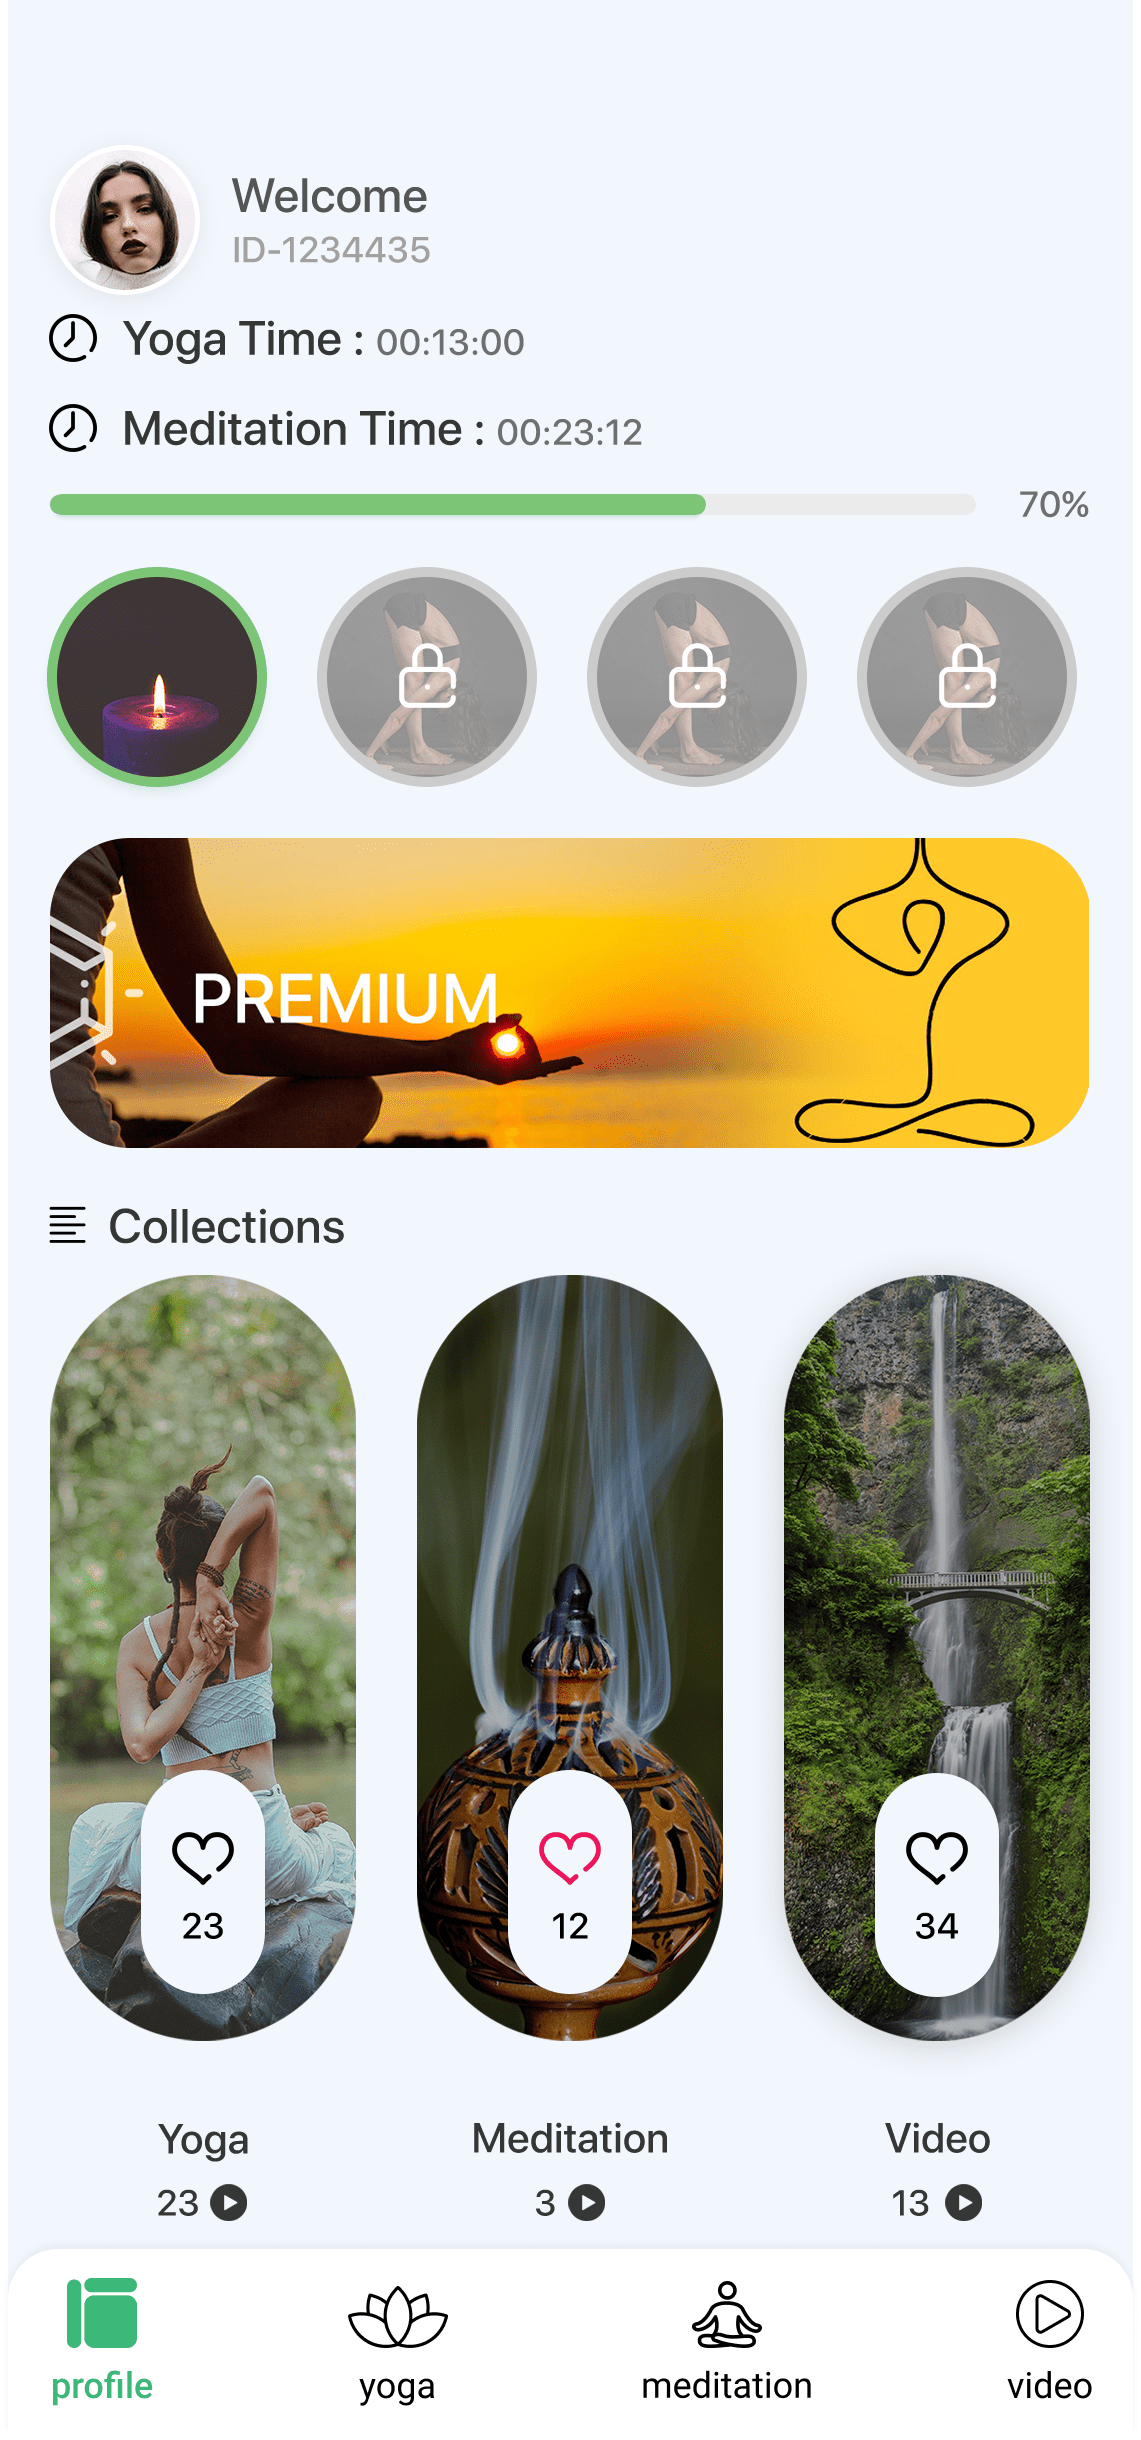 Welcome
ID-1234435
Yoga Time : 00:13:00
Meditation Time : 00:23:12
70%
PREMIUM
Collections
23
12
34
Yoga
Meditation
Video
23
3
13
profile
yoga
meditation
video